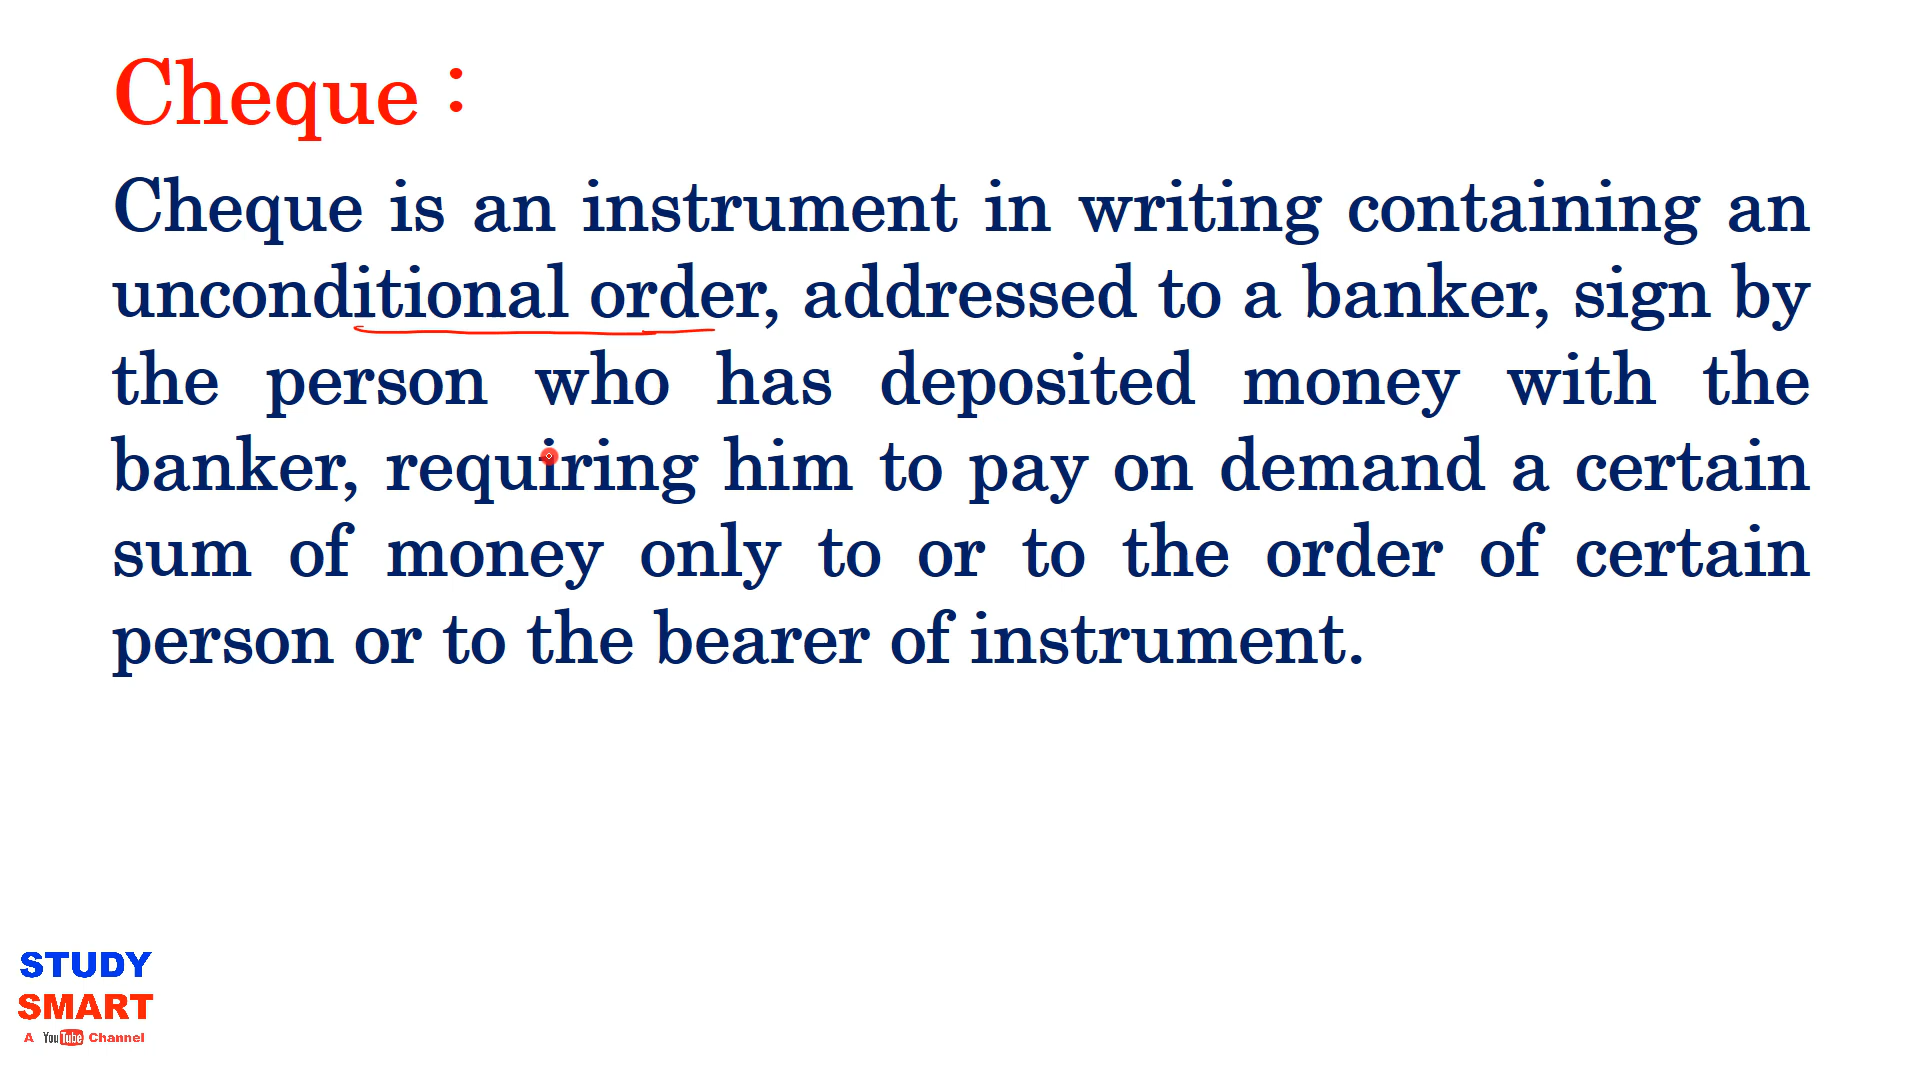 Cheque :
Cheque is an instrument in writing containing an
unconditional order, addressed to a banker, sign by
the person who has deposited money with the
banker, requiring him to pay on demand a certain
sum of money only to or to the order of certain
person or to the bearer of instrument.
STUDY
SMART
A YouTube Channel